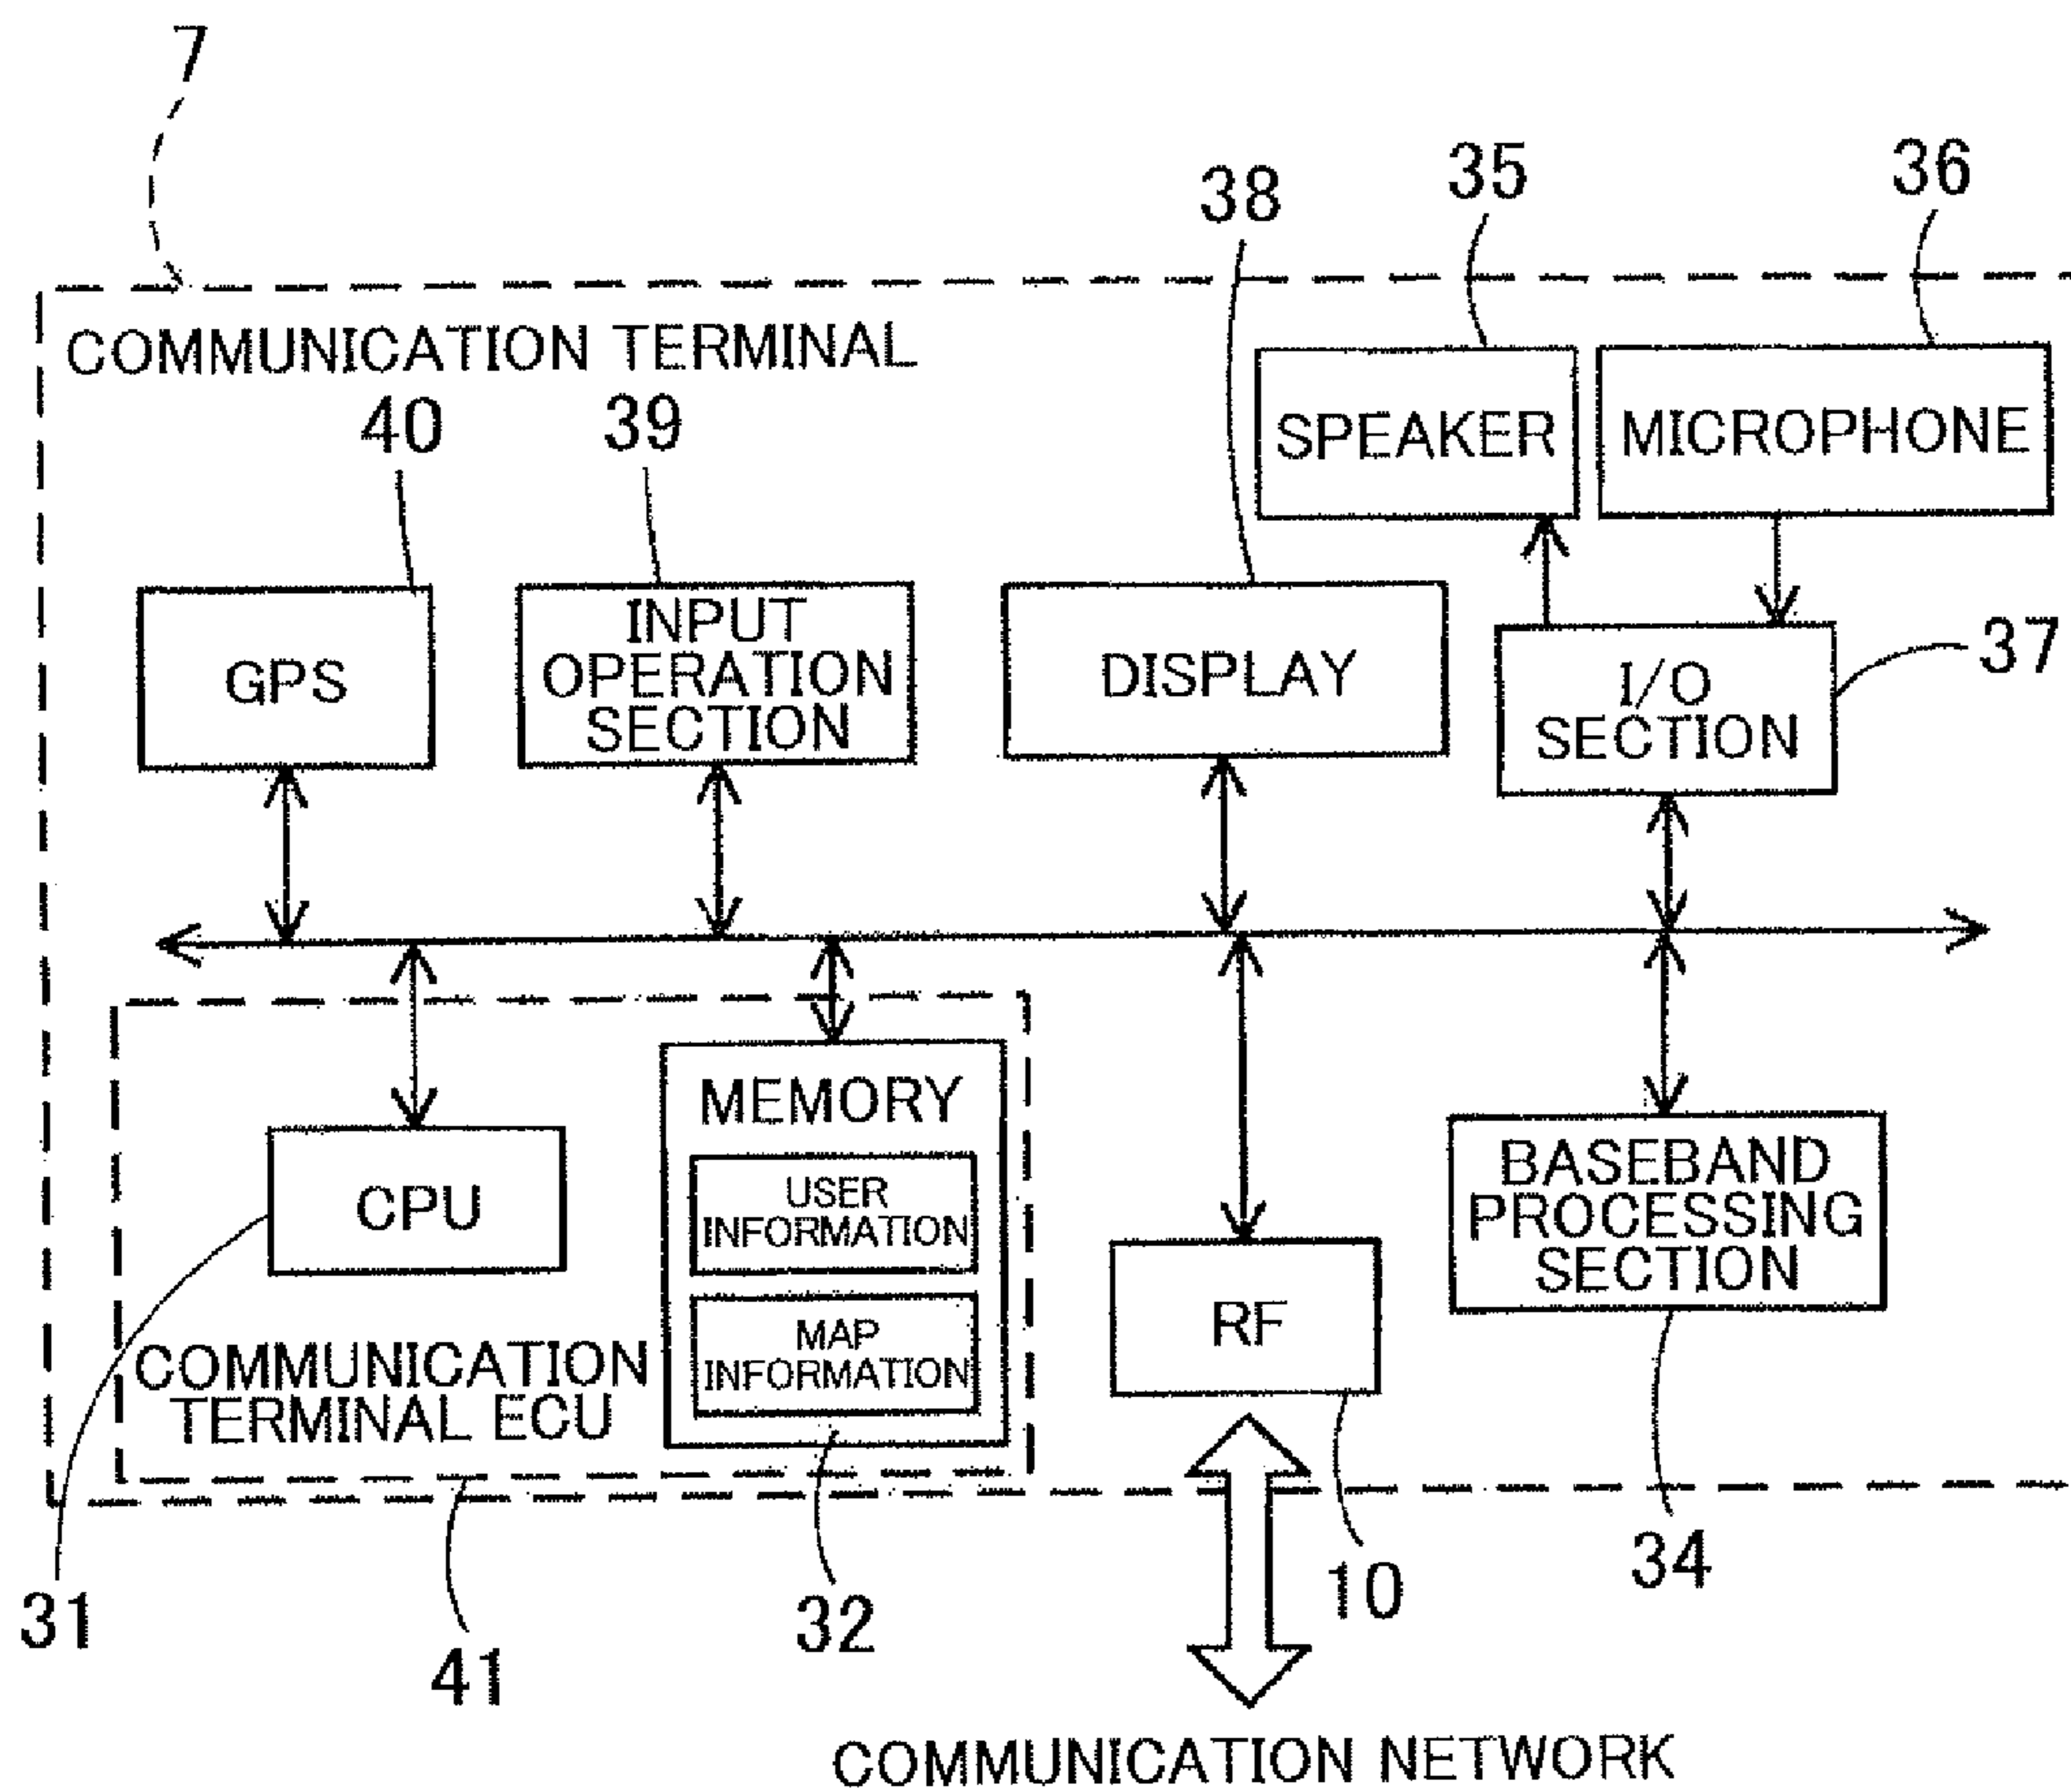 7
38
35
36
COMMUNICATION TERMINAL
40
39
SPEAKER
MICROPHONE
GPS
INPUT
OPERATION
SECTION
DISPLAY
I/O
SECTION
37
CPU
MEMORY
USER
INFORMATION
MAP
INFORMATION
COMMUNICATION
TERMINAL ECU
RF
BASEBAND
PROCESSING
SECTION
31
41
32
10
34
COMMUNICATION NETWORK